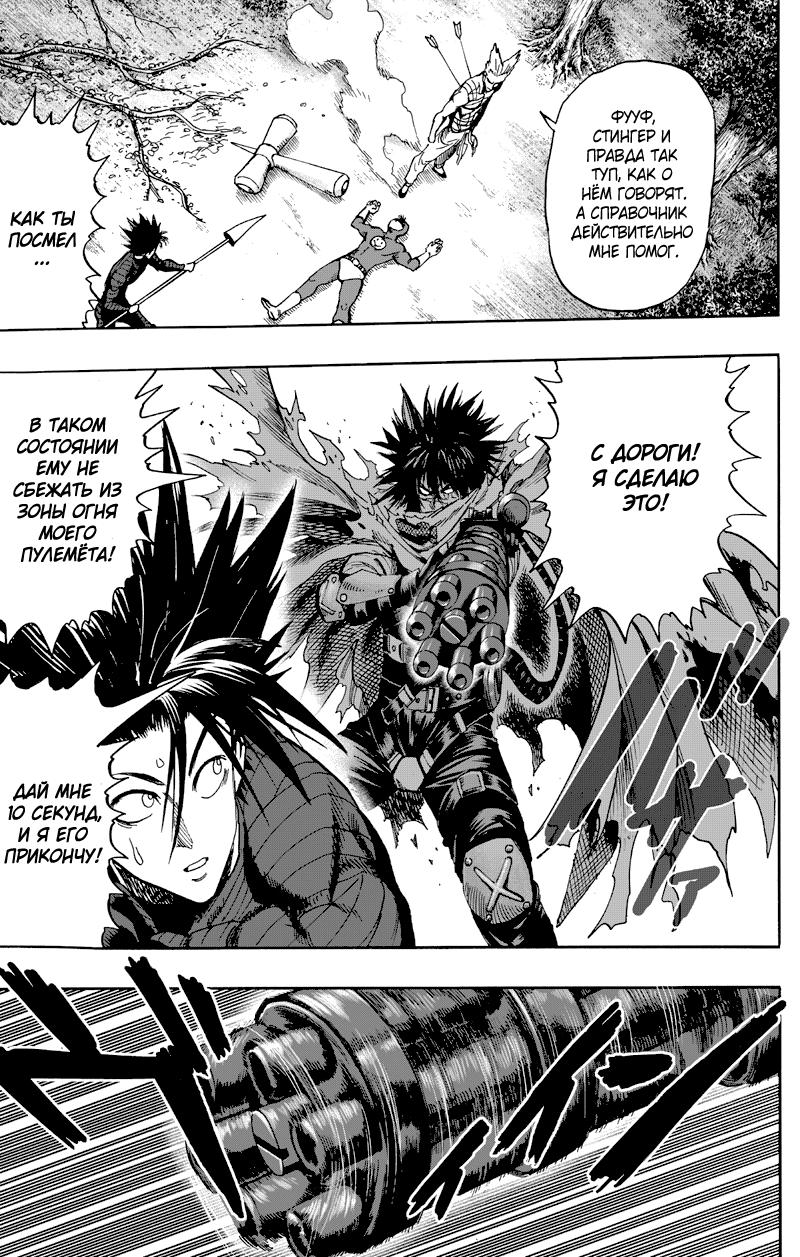 ФУУФ,
СТИНГЕР И
ПРАВДА ТАК
ТУП, КАК О
НЁМ ГОВОРЯТ.
А СПРАВОЧНИК
ДЕЙСТВИТЕЛЬНО
МНЕ ПОМОГ.
КАК ТЫ
ПОСМЕЛ
...
С ДОРОГИ!
Я СДЕЛАЮ
ЭТО!
В ТАКОМ
СОСТОЯНИИ
ЕМУ НЕ
СБЕЖАТЬ ИЗ
ЗОНЫ ОГНЯ
МОЕГО
ПУЛЕМЁТА!
ДАЙ МНЕ
10 СЕКУНД,
И Я ЕГО
ПРИКОНЧУ!